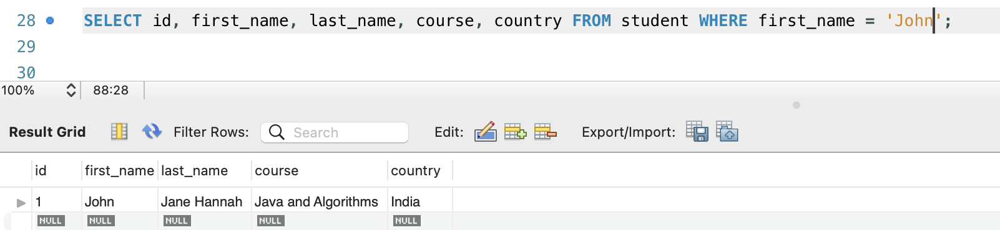 28 SELECT id, first_name, last_name, course, country FROM student WHERE first_name = 'John';
29
30
100% 88:28
Result Grid Filter Rows: Search Edit: Export/Import:
id first_name last_name course country
1 John Jane Hannah Java and Algorithms India
NULL NULL NULL NULL NULL